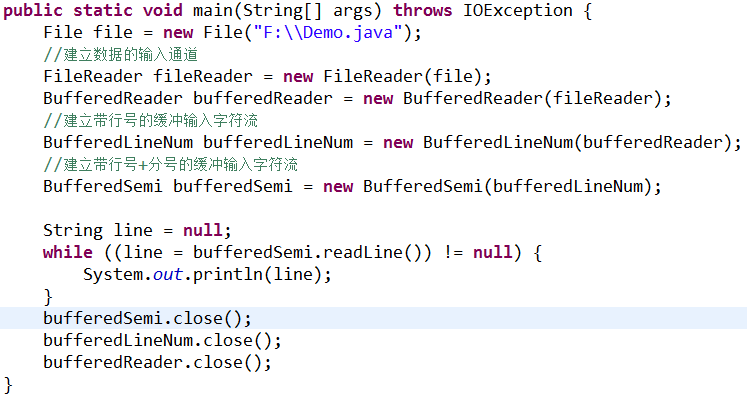 public static void main(String[] args) throws IOException {
    File file = new File("F:\\Demo.java");
    //建立数据的输入通道
    FileReader fileReader = new FileReader(file);
    BufferedReader bufferedReader = new BufferedReader(fileReader);
    //建立带行号的缓冲输入字符流
    BufferedLineNum bufferedLineNum = new BufferedLineNum(bufferedReader);
    //建立带行号+分号的缓冲输入字符流
    BufferedSemi bufferedSemi = new BufferedSemi(bufferedLineNum);

    String line = null;
    while ((line = bufferedSemi.readLine()) != null) {
        System.out.println(line);
    }
    bufferedSemi.close();
    bufferedLineNum.close();
    bufferedReader.close();
}